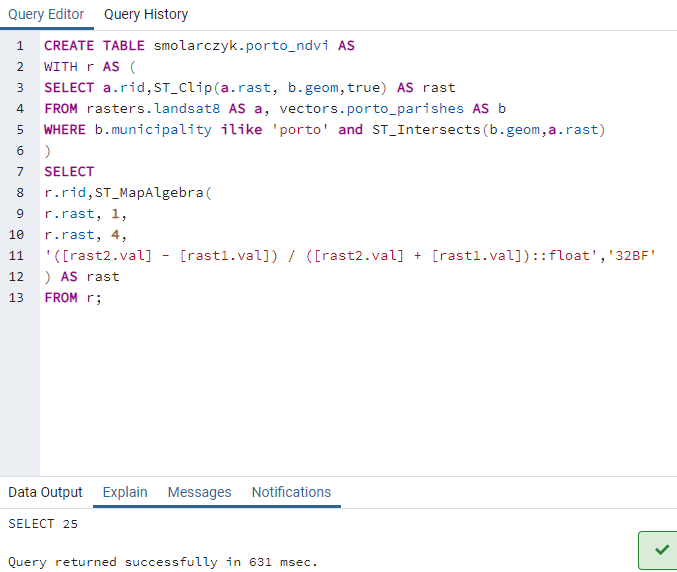 Query Editor Query History
1 CREATE TABLE smolarczyk.porto_ndvi AS
2 WITH r AS (
3 SELECT a.rid,ST_Clip(a.rast, b.geom,true) AS rast
4 FROM rasters.landsat8 AS a, vectors.porto_parishes AS b
5 WHERE b.municipality ilike 'porto' and ST_Intersects(b.geom,a.rast)
6 )
7 SELECT
8 r.rid,ST_MapAlgebra(
9 r.rast, 1,
10 r.rast, 4,
11 '([rast2.val] - [rast1.val]) / ([rast2.val] + [rast1.val])::float','32BF'
12 ) AS rast
13 FROM r;
Data Output Explain Messages Notifications
SELECT 25
Query returned successfully in 631 msec.